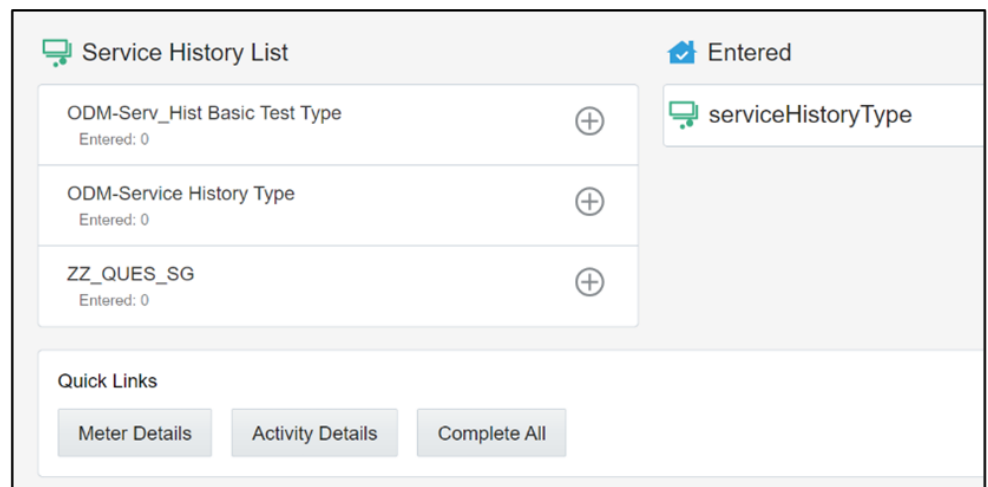 Service History List
ODM-Serv_Hist Basic Test Type
Entered: 0
ODM-Service History Type
Entered: 0
ZZ_QUES_SG
Entered: 0
Entered
serviceHistoryType
Quick Links
Meter Details
Activity Details
Complete All